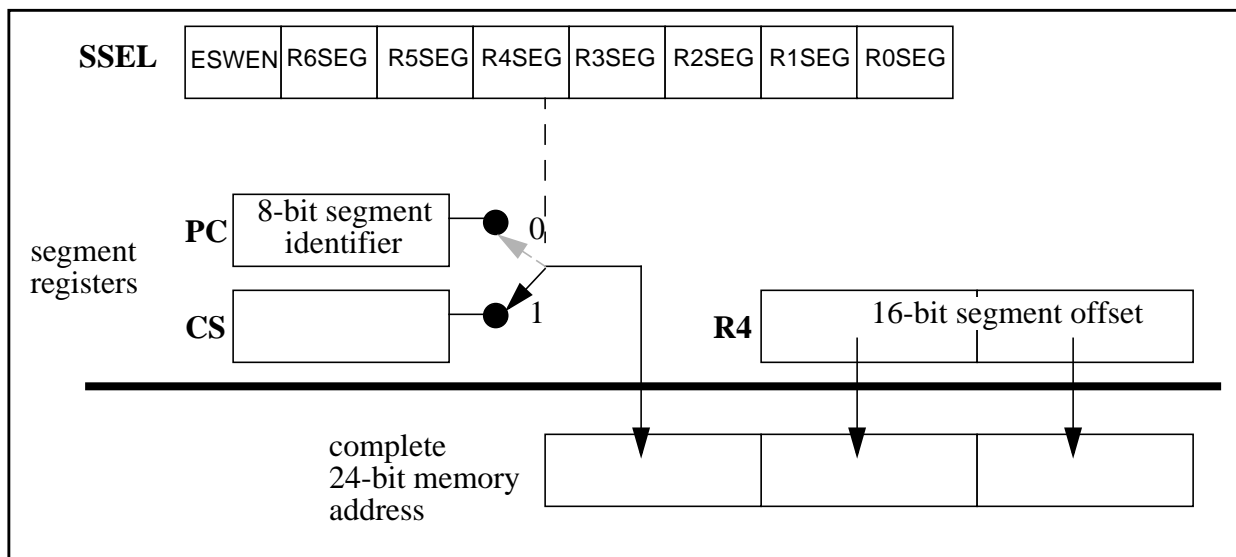 SSEL ESWEN R6SEG R5SEG R4SEG R3SEG R2SEG R1SEG R0SEG
PC
8-bit segment
identifier
0
segment
registers
CS
1
R4
16-bit segment offset
complete
24-bit memory
address